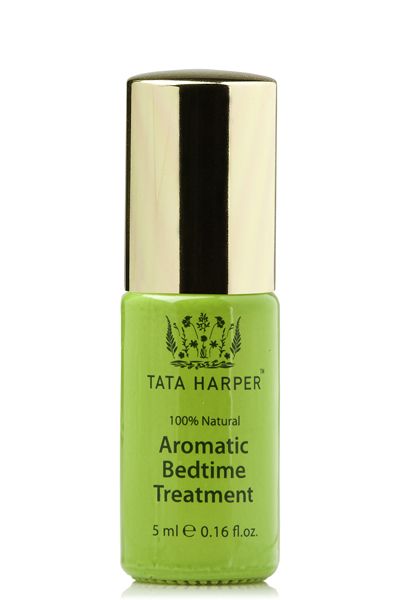 TATA HARPER™
100% Natural
Aromatic
Bedtime
Treatment
5 ml ℮ 0.16 fl.oz.